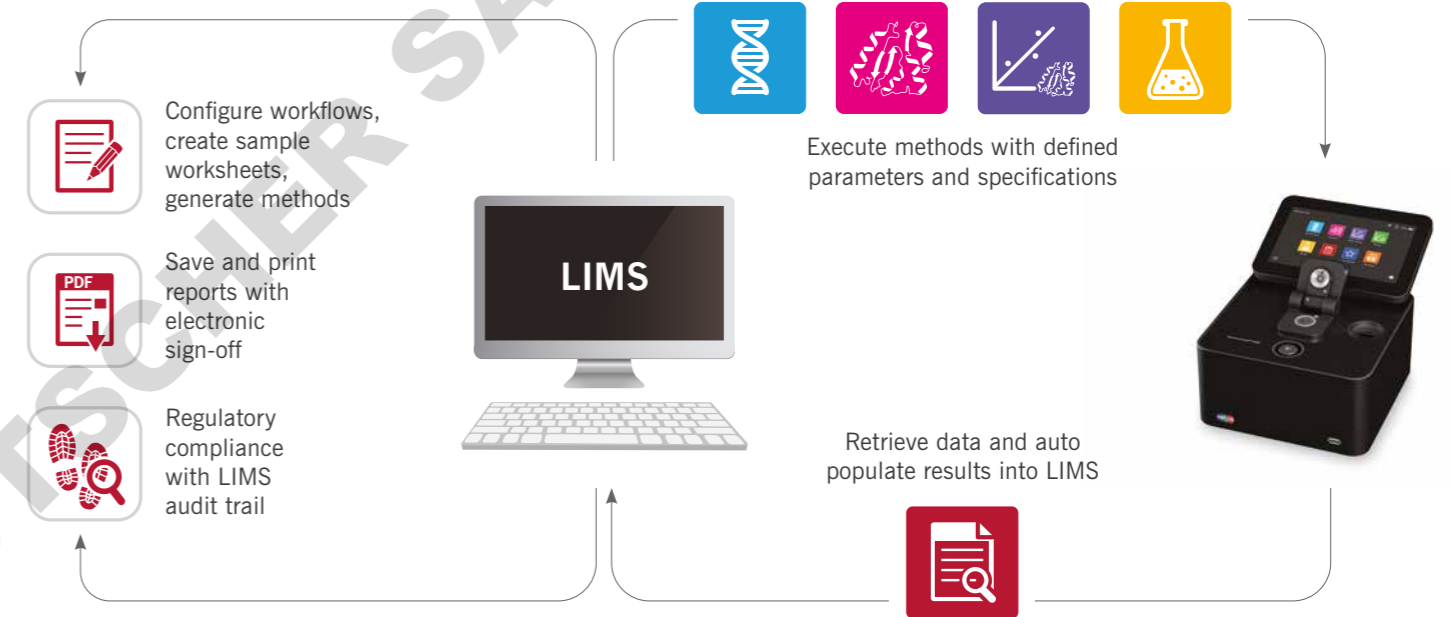 Configure workflows,
create sample
worksheets,
generate methods
PDF
Save and print
reports with
electronic
sign-off
Regulatory
compliance
with LIMS
audit trail
LIMS
Execute methods with defined
parameters and specifications
Retrieve data and auto
populate results into LIMS
TSCHER SA